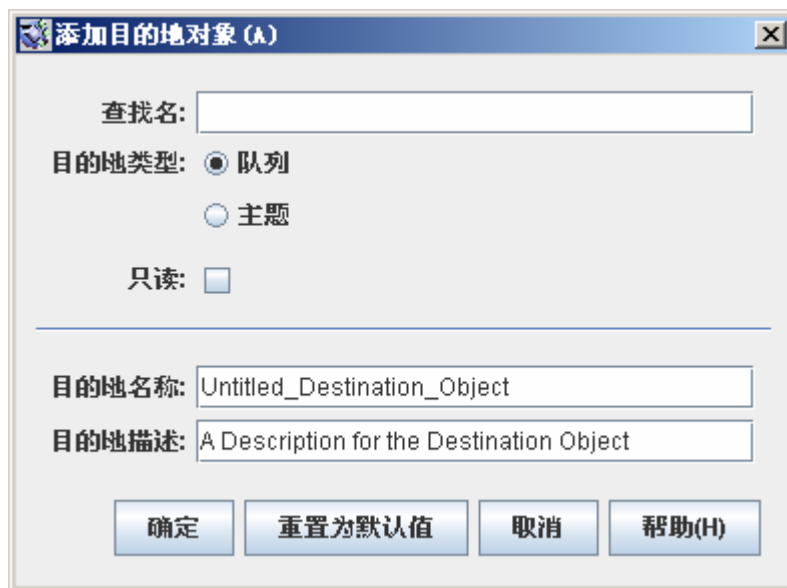 添加目的地对象(A)
查找名:
目的地类型: 队列
主题
只读:
目的地名称: Untitled_Destination_Object
目的地描述: A Description for the Destination Object
确定 重置为默认值 取消 帮助(H)